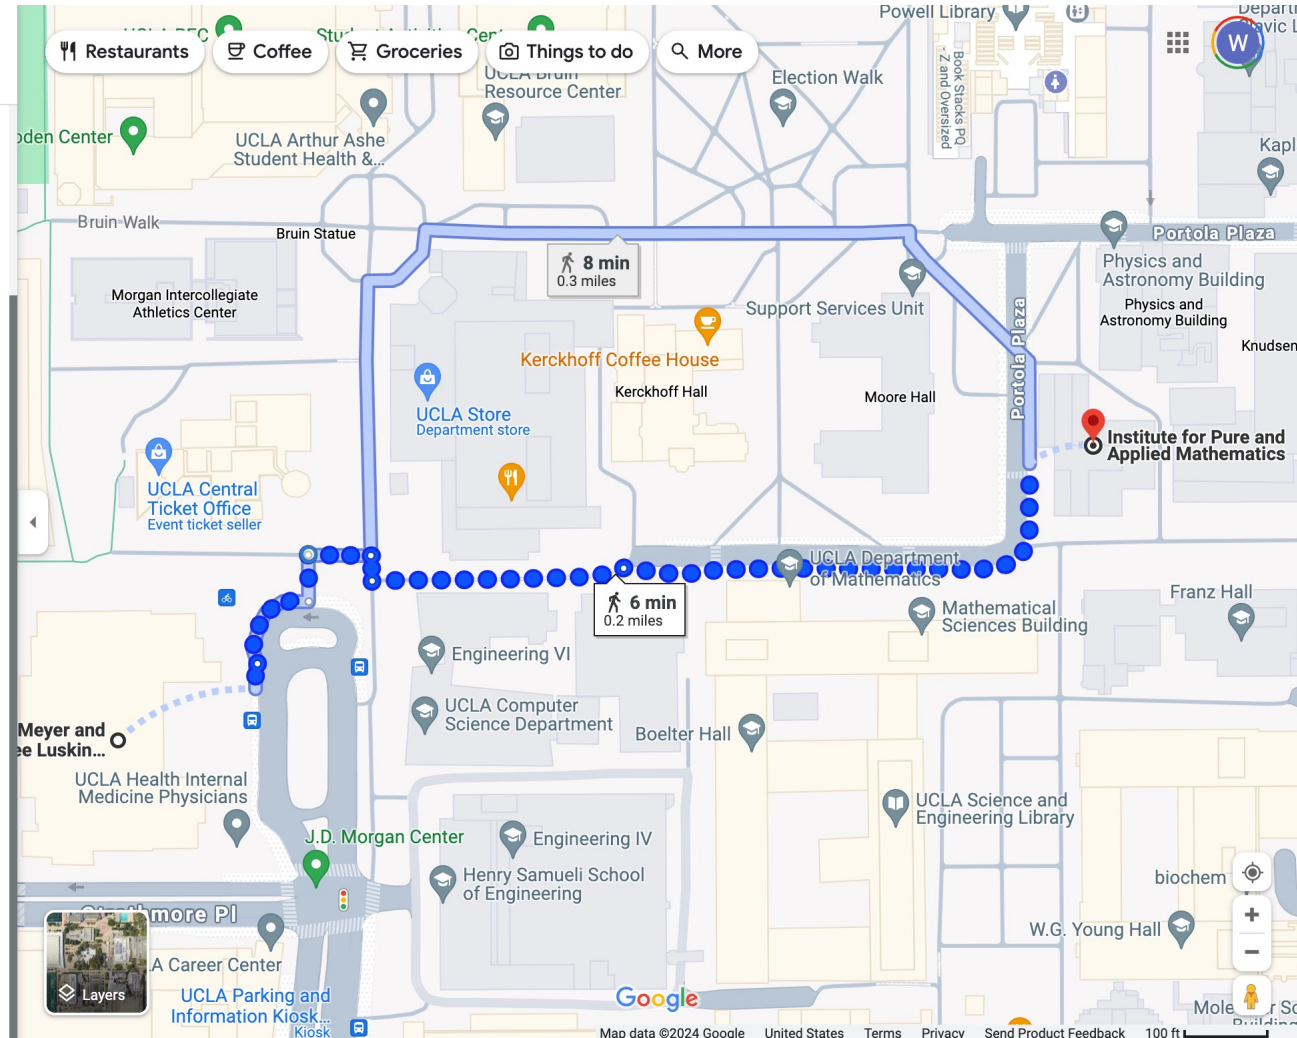 Powell Library
Restaurants
Coffee
Groceries
Things to do
More
W
UCLA Bruin
Resource Center
Election Walk
Book Stacks PQ
- Z and Oversized
oden Center
UCLA Arthur Ashe
Student Health &...
Kapl
Bruin Walk
Bruin Statue
Portola Plaza
8 min
0.3 miles
Physics and
Astronomy Building
Morgan Intercollegiate
Athletics Center
Support Services Unit
Physics and
Astronomy Building
Portola Plaza
Knudsen
Kerckhoff Coffee House
Kerckhoff Hall
Moore Hall
UCLA Store
Department store
Institute for Pure and
Applied Mathematics
UCLA Central
Ticket Office
Event ticket seller
UCLA Department
of Mathematics
6 min
0.2 miles
Franz Hall
Mathematical
Sciences Building
Engineering VI
UCLA Computer
Science Department
Boelter Hall
Meyer and
ee Luskin...
UCLA Health Internal
Medicine Physicians
UCLA Science and
Engineering Library
J.D. Morgan Center
Engineering IV
Henry Samueli School
of Engineering
biochem
Strathmore Pl
W.G. Young Hall
A Career Center
Layers
UCLA Parking and
Information Kiosk...
Kiosk
Google
Map data ©2024 Google
United States
Terms
Privacy
Send Product Feedback
100 ft